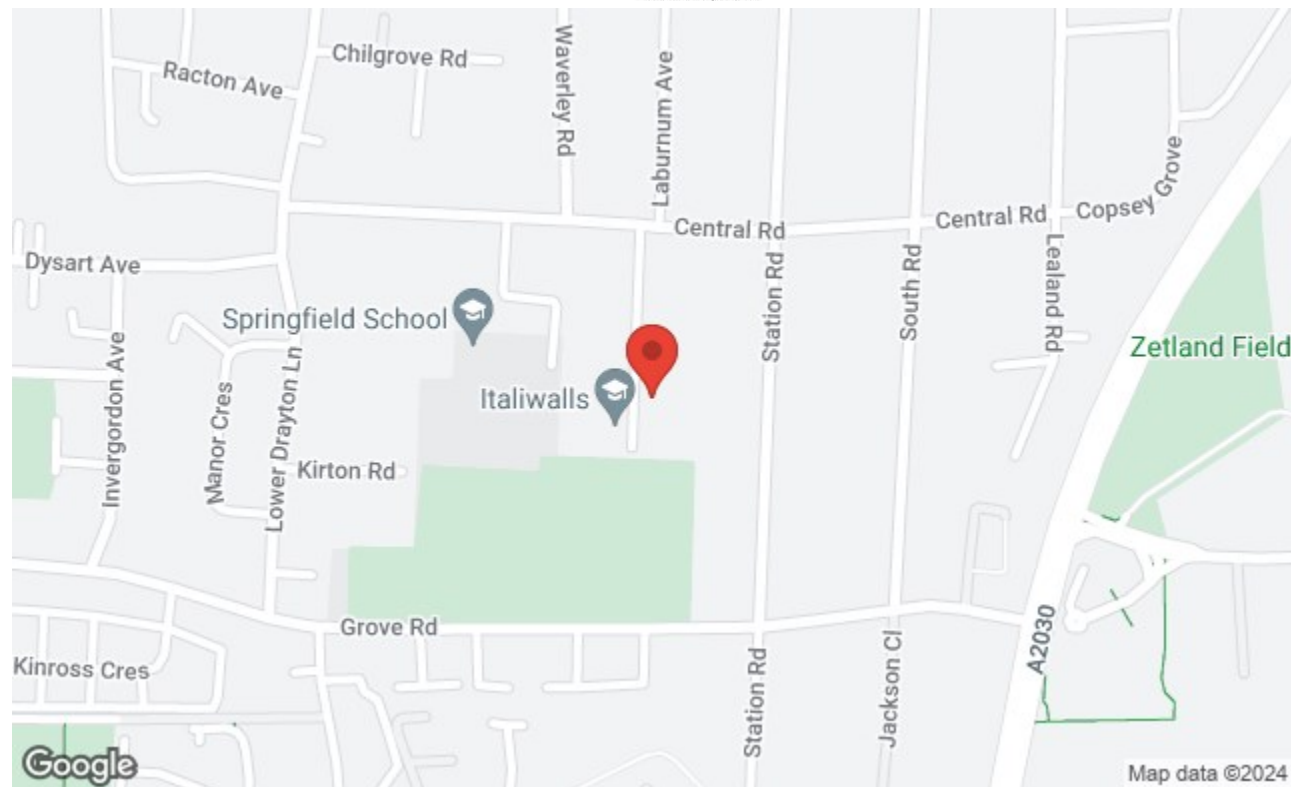 Chilgrove Rd
Racton Ave
Waverley Rd
Laburnum Ave
Copsey Grove
Central Rd
Central Rd
Dysart Ave
Springfield School
Station Rd
South Rd
Lealand Rd
Zetland Field
Invergordon Ave
Manor Cres
Lower Drayton Ln
Italiwalls
Kirton Rd
Grove Rd
A2030
Kinross Cres
Station Rd
Jackson Cl
Google
Map data ©2024